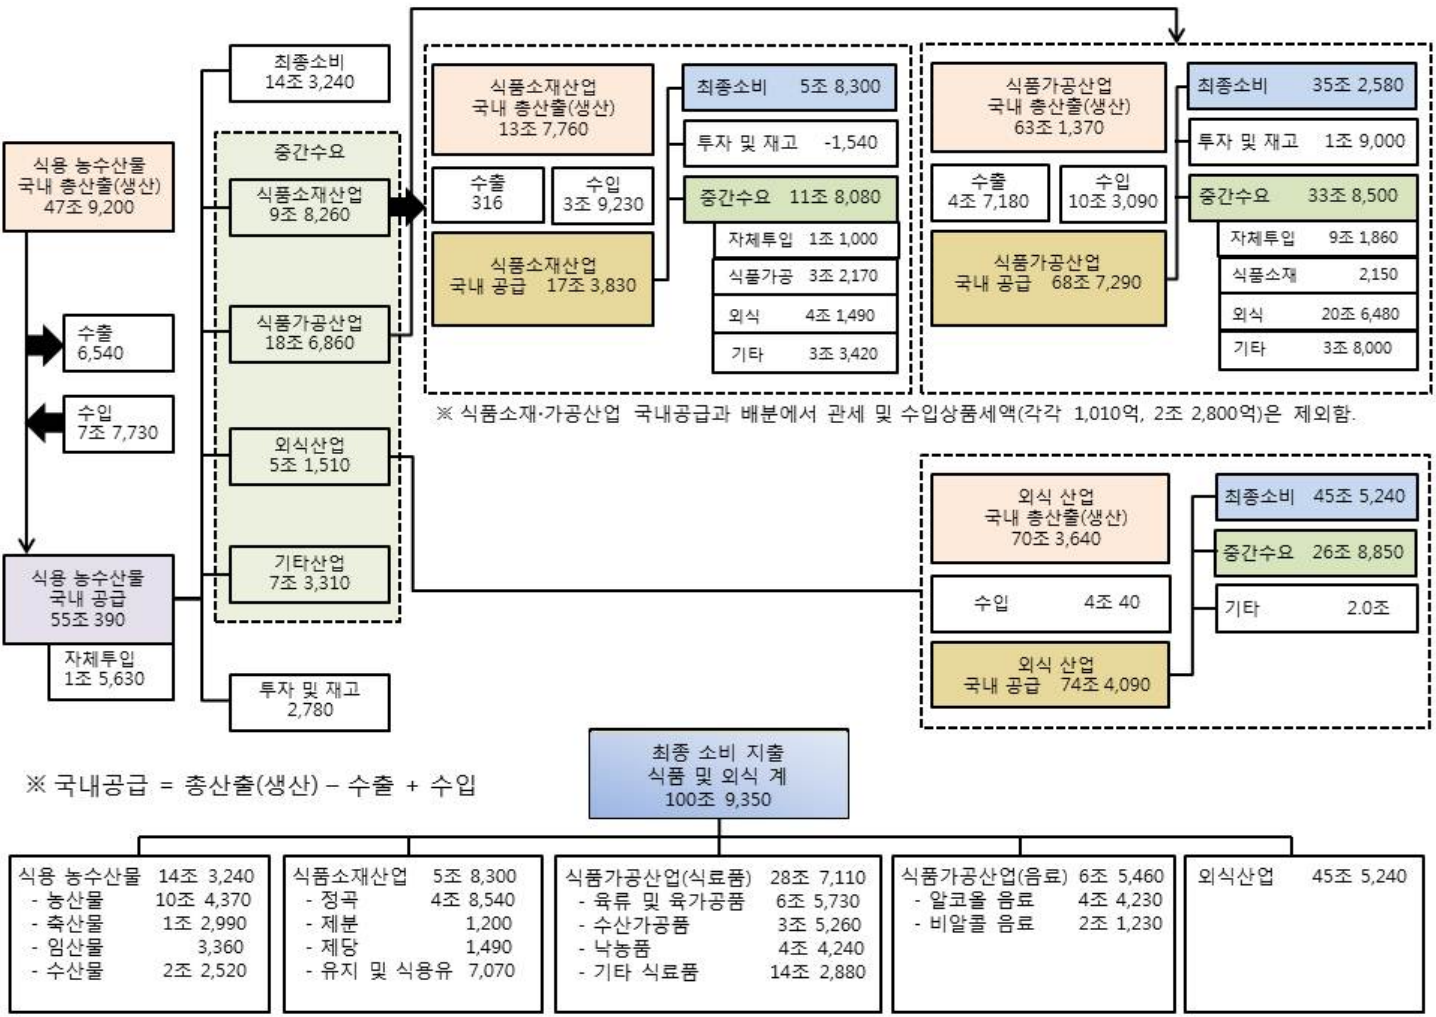 식용 농수산물
국내 총산출(생산)
47조 9,200
수출
6,540
수입
7조 7,730
식용 농수산물
국내 공급
55조 390
자체투입
1조 5,630
최종소비
14조 3,240
중간수요
식품소재산업
9조 8,260
식품가공산업
18조 6,860
외식산업
5조 1,510
기타산업
7조 3,310
투자 및 재고
2,780
식품소재산업
국내 총산출(생산)
13조 7,760
수출
316
수입
3조 9,230
식품소재산업
국내 공급 17조 3,830
최종소비 5조 8,300
투자 및 재고 -1,540
중간수요 11조 8,080
자체투입 1조 1,000
식품가공 3조 2,170
외식 4조 1,490
기타 3조 3,420
식품가공산업
국내 총산출(생산)
63조 1,370
수출
4조 7,180
수입
10조 3,090
식품가공산업
국내 공급 68조 7,290
최종소비 35조 2,580
투자 및 재고 1조 9,000
중간수요 33조 8,500
자체투입 9조 1,860
식품소재 2,150
외식 20조 6,480
기타 3조 8,000
※ 식품소재·가공산업 국내공급과 배분에서 관세 및 수입상품세액(각각 1,010억, 2조 2,800억)은 제외함.
외식 산업
국내 총산출(생산)
70조 3,640
수입 4조 40
외식 산업
국내 공급 74조 4,090
최종소비 45조 5,240
중간수요 26조 8,850
기타 2.0조
※ 국내공급 = 총산출(생산) – 수출 + 수입
최종 소비 지출
식품 및 외식 계
100조 9,350
식용 농수산물 14조 3,240
- 농산물 10조 4,370
- 축산물 1조 2,990
- 임산물 3,360
- 수산물 2조 2,520
식품소재산업 5조 8,300
- 정곡 4조 8,540
- 제분 1,200
- 제당 1,490
- 유지 및 식용유 7,070
식품가공산업(식료품) 28조 7,110
- 육류 및 육가공품 6조 5,730
- 수산가공품 3조 5,260
- 낙농품 4조 4,240
- 기타 식료품 14조 2,880
식품가공산업(음료) 6조 5,460
- 알코올 음료 4조 4,230
- 비알콜 음료 2조 1,230
외식산업 45조 5,240